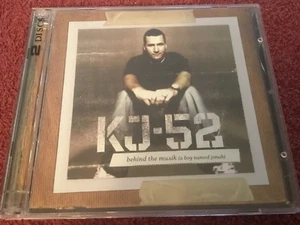 2 DISCS
KJ-52
behind the musik (a boy named jonah)